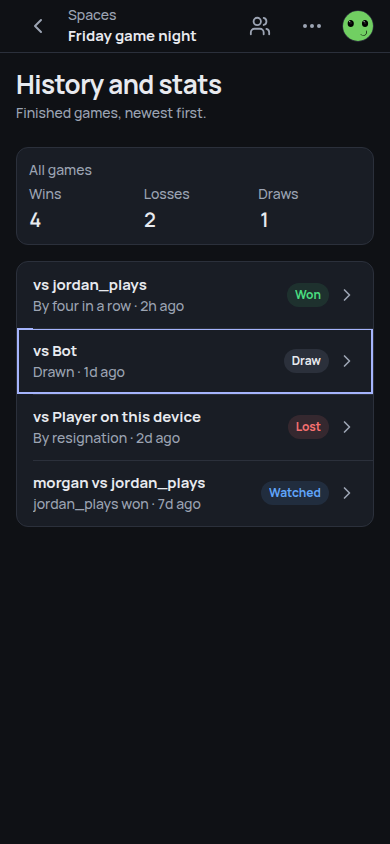 Spaces
Friday game night
History and stats
Finished games, newest first.
All games
Wins Losses Draws
4 2 1
vs jordan_plays
By four in a row · 2h ago
Won
vs Bot
Drawn · 1d ago
Draw
vs Player on this device
By resignation · 2d ago
Lost
morgan vs jordan_plays
jordan_plays won · 7d ago
Watched